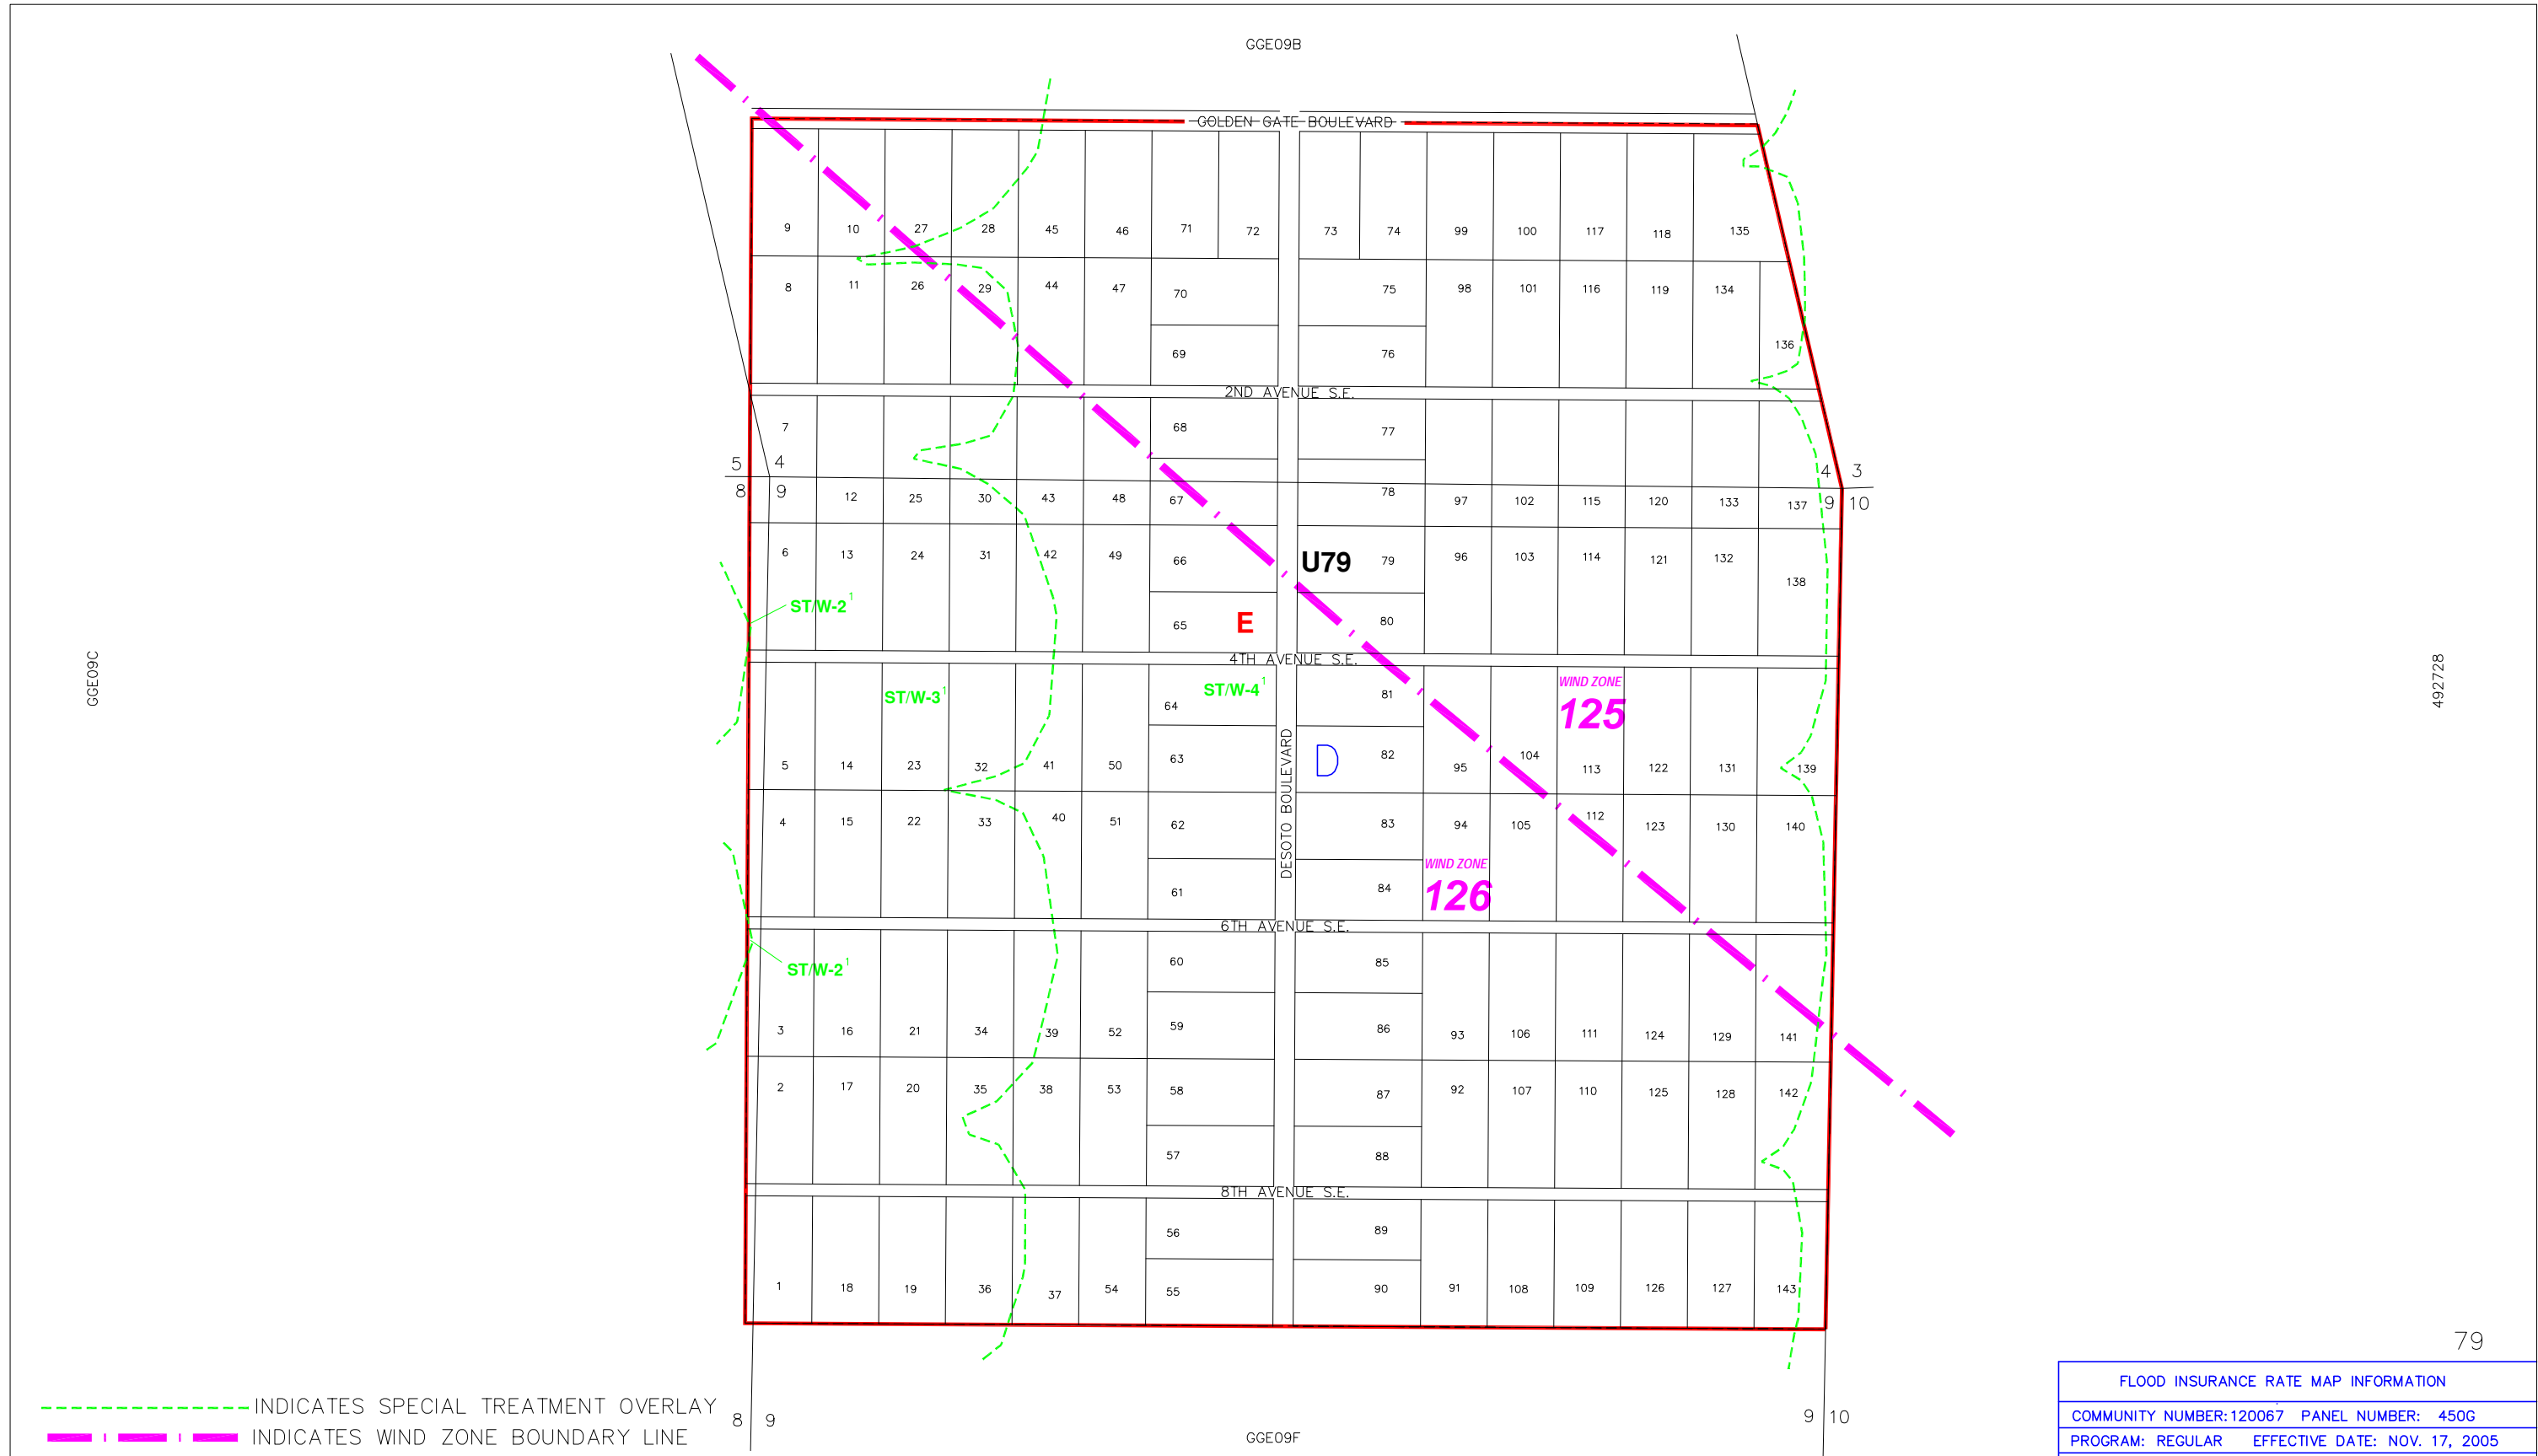 GGE09B
GOLDEN GATE BOULEVARD
9 10 27 28 45 46 71 72 73 74 99 100 117 118 135
8 11 26 29 44 47 70 75 98 101 116 119 134
69 76 136
2ND AVENUE S.E.
7 68 77
5 4 4 3
8 9 12 25 30 43 48 67 78 97 102 115 120 133 137 9 10
6 13 24 31 42 49 66 U79 79 96 103 114 121 132 138
ST/W-2¹ 65 E 80
4TH AVENUE S.E.
GGE09C
492728
ST/W-3¹ ST/W-4¹ 81 WIND ZONE
125
64
DESOTO BOULEVARD
63 D 82 104
5 14 23 32 41 50 95 113 122 131 139
4 15 22 33 40 51 62 83 94 105 112 123 130 140
WIND ZONE
126
61 84
6TH AVENUE S.E.
ST/W-2¹ 60 85
3 16 21 34 39 52 59 86 93 106 111 124 129 141
2 17 20 35 38 53 58 87 92 107 110 125 128 142
57 88
8TH AVENUE S.E.
56 89
1 18 19 36 37 54 55 90 91 108 109 126 127 143
79
FLOOD INSURANCE RATE MAP INFORMATION
COMMUNITY NUMBER: 120067 PANEL NUMBER: 450G
PROGRAM: REGULAR EFFECTIVE DATE: NOV. 17, 2005
INDICATES SPECIAL TREATMENT OVERLAY
INDICATES WIND ZONE BOUNDARY LINE
8 9
GGE09F
9 10